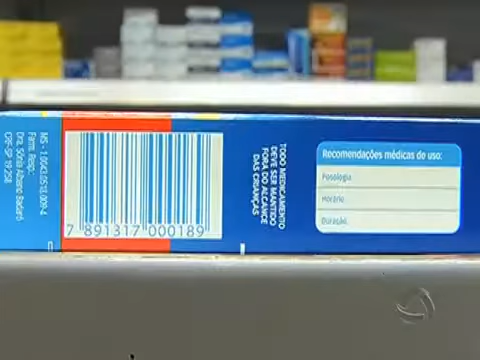 MS - 1.0043.0518.009-4
Farm. Resp.:
Dra. Sônia Albano Badaró
CRF-SP 19.258
7 891317 000189
TODO MEDICAMENTO
DEVE SER MANTIDO
FORA DO ALCANCE
DAS CRIANÇAS
Recomendações médicas de uso:
Posologia
Horário
Duração